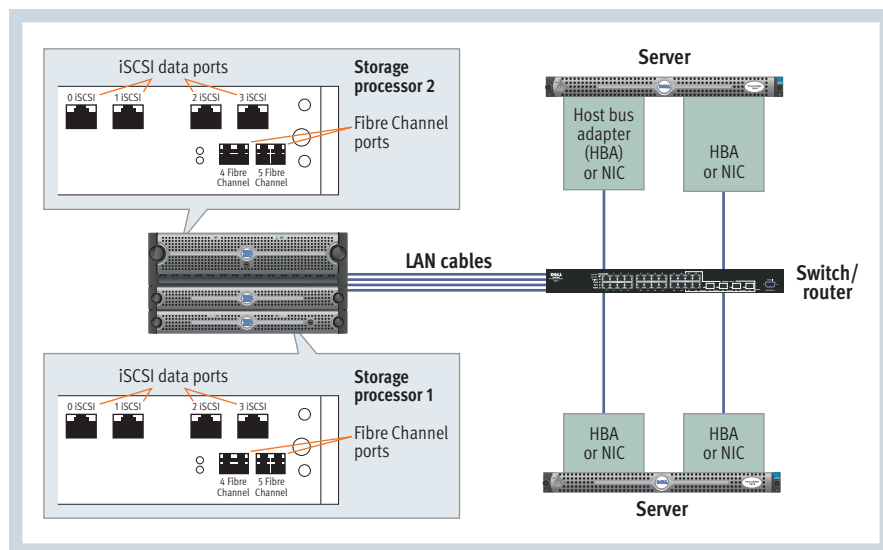 iSCSI data ports
Storage
processor 2
0 iSCSI
1 iSCSI
2 iSCSI
3 iSCSI
Fibre Channel
ports
4 Fibre
Channel
5 Fibre
Channel
Server
Host bus
adapter
(HBA)
or NIC
HBA
or NIC
LAN cables
DELL
Switch/
router
iSCSI data ports
Storage
processor 1
0 iSCSI
1 iSCSI
2 iSCSI
3 iSCSI
Fibre Channel
ports
4 Fibre
Channel
5 Fibre
Channel
HBA
or NIC
HBA
or NIC
Server